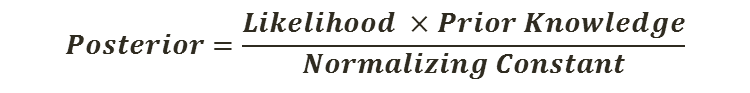 Posterior = Likelihood × Prior Knowledge
Normalizing Constant